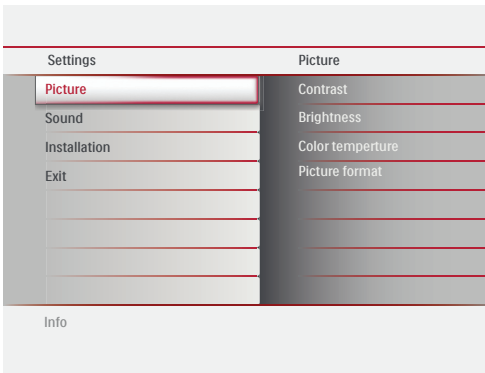 Settings
Picture
Picture
Sound
Installation
Exit
Contrast
Brightness
Color temperture
Picture format
Info